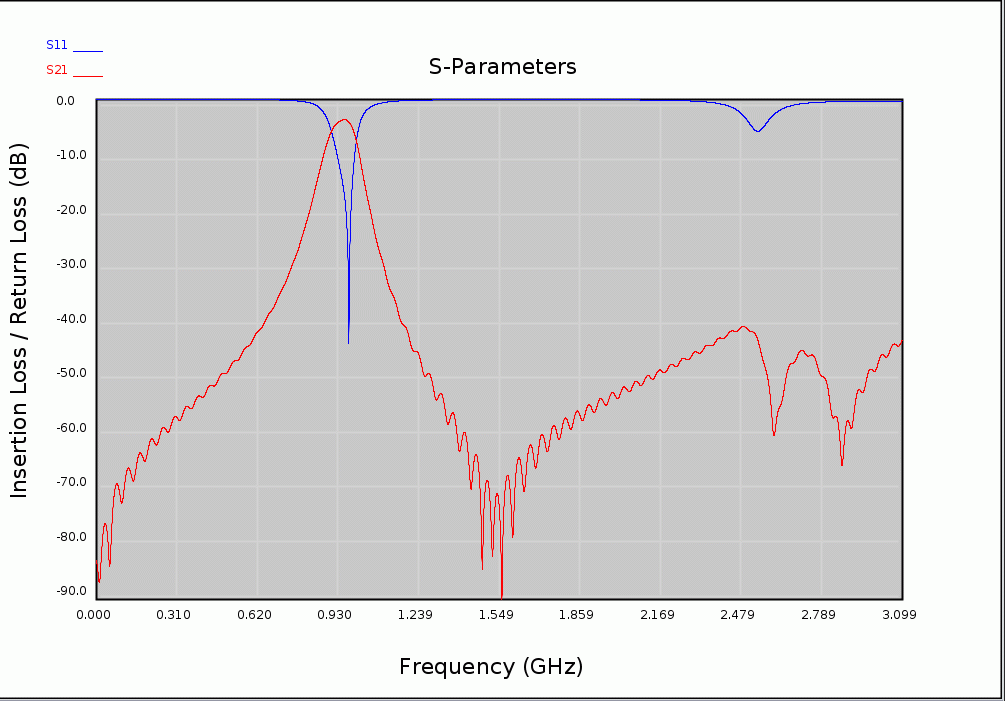 S11
S21
S-Parameters
Insertion Loss / Return Loss (dB)
0.0
-10.0
-20.0
-30.0
-40.0
-50.0
-60.0
-70.0
-80.0
-90.0
0.000 0.310 0.620 0.930 1.239 1.549 1.859 2.169 2.479 2.789 3.099
Frequency (GHz)